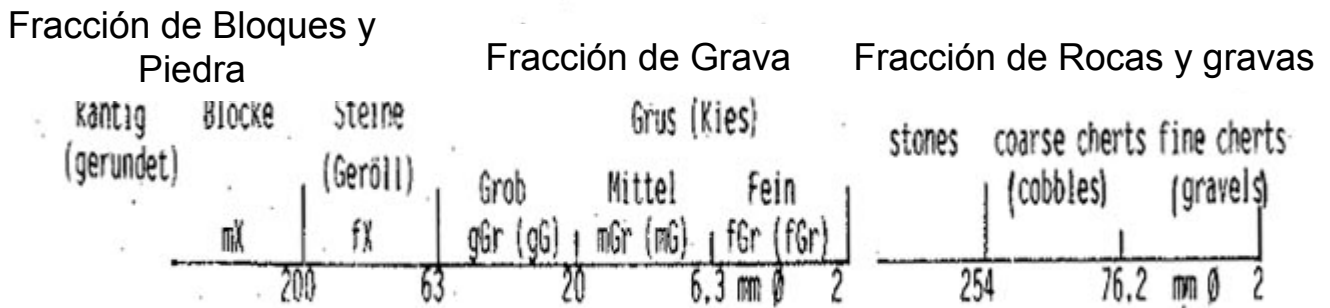 Fracción de Bloques y
Piedra
Fracción de Grava
Fracción de Rocas y gravas
kantig Blöcke Steine Grus (Kies)
(gerundet) (Geröll)
Grob Mittel Fein
mX fX gGr (gG) mGr (mG) fGr (fGr)
200 63 20 6.3 mm Ø 2
stones coarse cherts fine cherts
(cobbles) (gravels)
254 76.2 mm Ø 2